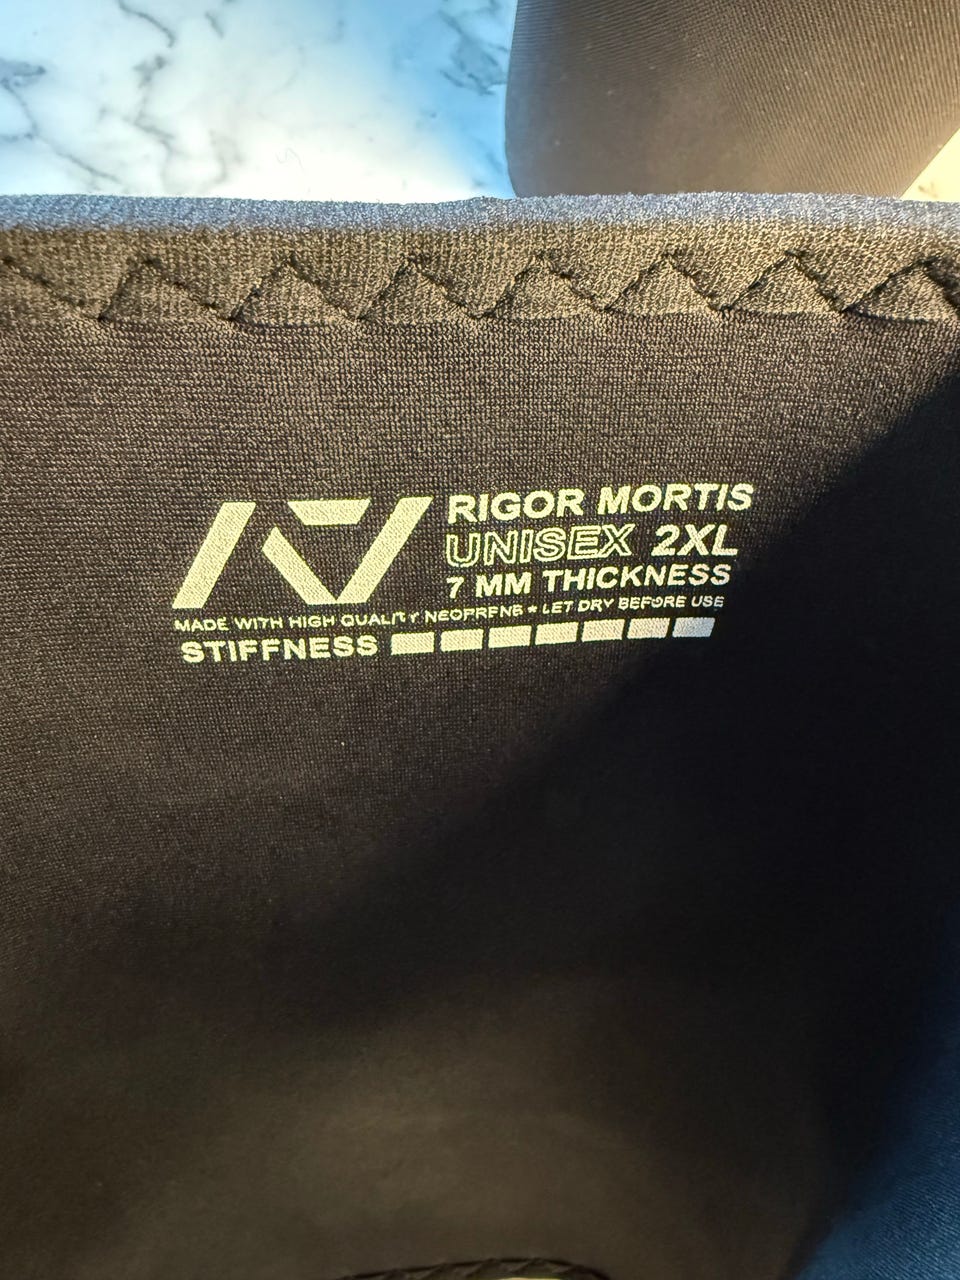 RIGOR MORTIS
UNISEX 2XL
7 MM THICKNESS
MADE WITH HIGH QUALITY NEOPRENE * LET DRY BEFORE USE
STIFFNESS